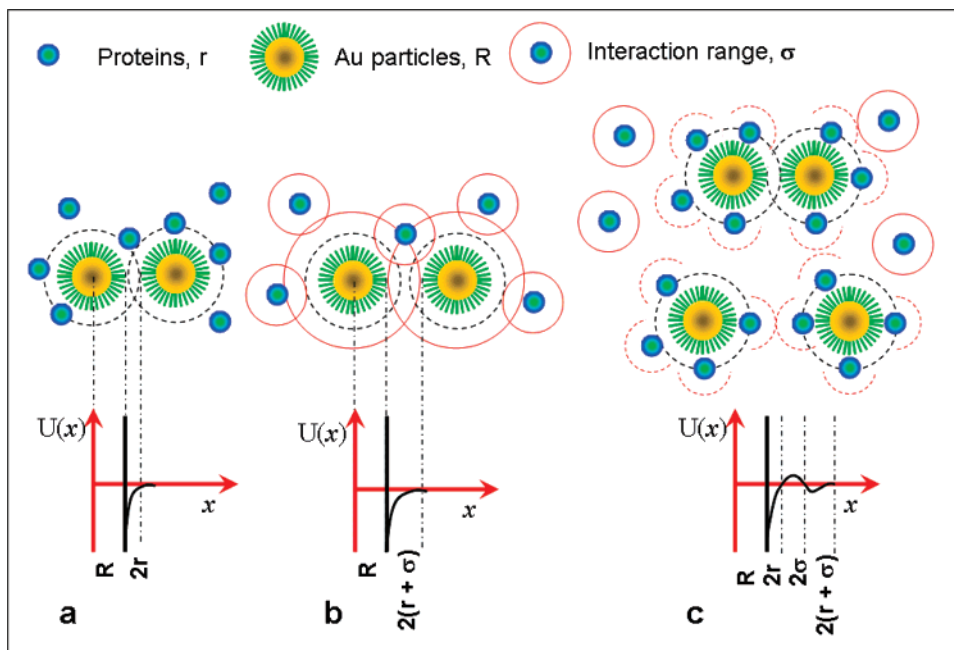 Proteins, r
Au particles, R
Interaction range, σ
U(x)
x
R
2r
a
U(x)
x
R
2(r + σ)
b
U(x)
x
R
2r
2σ
2(r + σ)
c